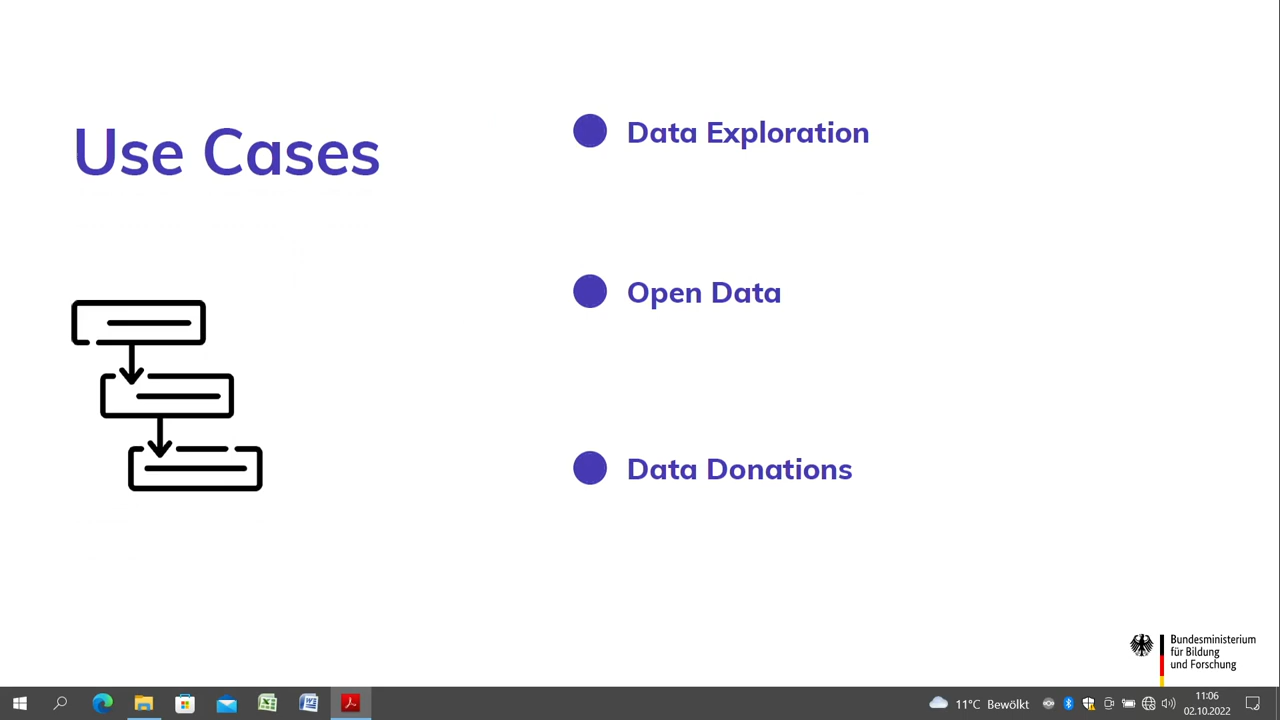 Use Cases
Data Exploration
Open Data
Data Donations
Bundesministerium
für Bildung
und Forschung
11°C Bewölkt
11:06
02.10.2022